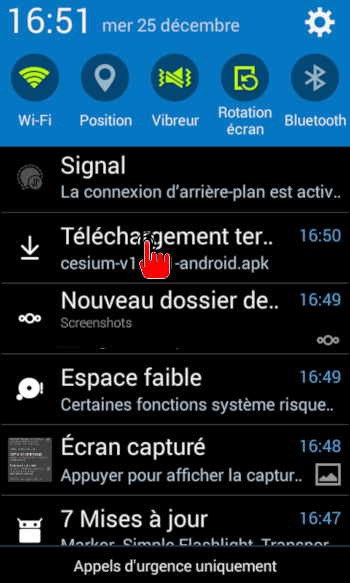 16:51 mer 25 décembre
Wi-Fi Position Vibreur Rotation écran Bluetooth
Signal
La connexion d'arrière-plan est activ..
Téléchargement ter.. 16:50
cesium-v1 -android.apk
Nouveau dossier de.. 16:49
Screenshots
Espace faible 16:49
Certaines fonctions système risque..
Écran capturé 16:48
Appuyer pour afficher la captur..
7 Mises à jour 16:47
Marker, Simple Flashlight, Transpor
Appels d'urgence uniquement